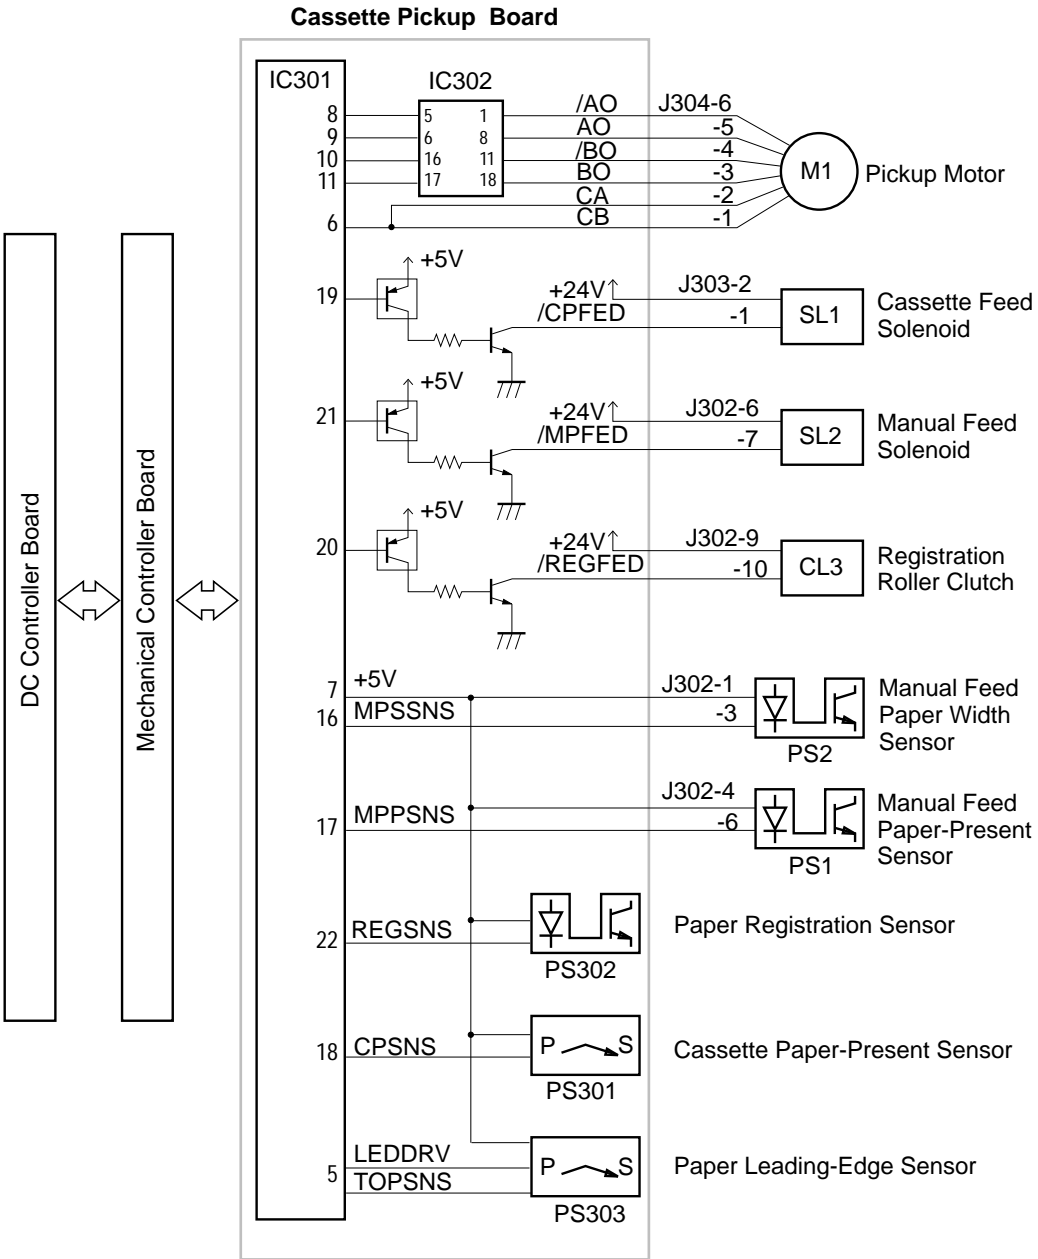 Cassette Pickup Board
IC301
IC302
8 5 1 /AO J304-6
9 6 8 AO -5
10 16 11 /BO -4
11 17 18 BO -3
CA -2
6 CB -1
M1
Pickup Motor
+5V
19
+24V J303-2
/CPFED -1
SL1
Cassette Feed
Solenoid
+5V
21
+24V J302-6
/MPFED -7
SL2
Manual Feed
Solenoid
+5V
20
+24V J302-9
/REGFED -10
CL3
Registration
Roller Clutch
DC Controller Board
Mechanical Controller Board
7 +5V J302-1
16 MPSSNS -3
PS2
Manual Feed
Paper Width
Sensor
J302-4
17 MPPSNS -6
PS1
Manual Feed
Paper-Present
Sensor
22 REGSNS
PS302
Paper Registration Sensor
18 CPSNS
P S
PS301
Cassette Paper-Present Sensor
LEDDRV
5 TOPSNS
P S
PS303
Paper Leading-Edge Sensor